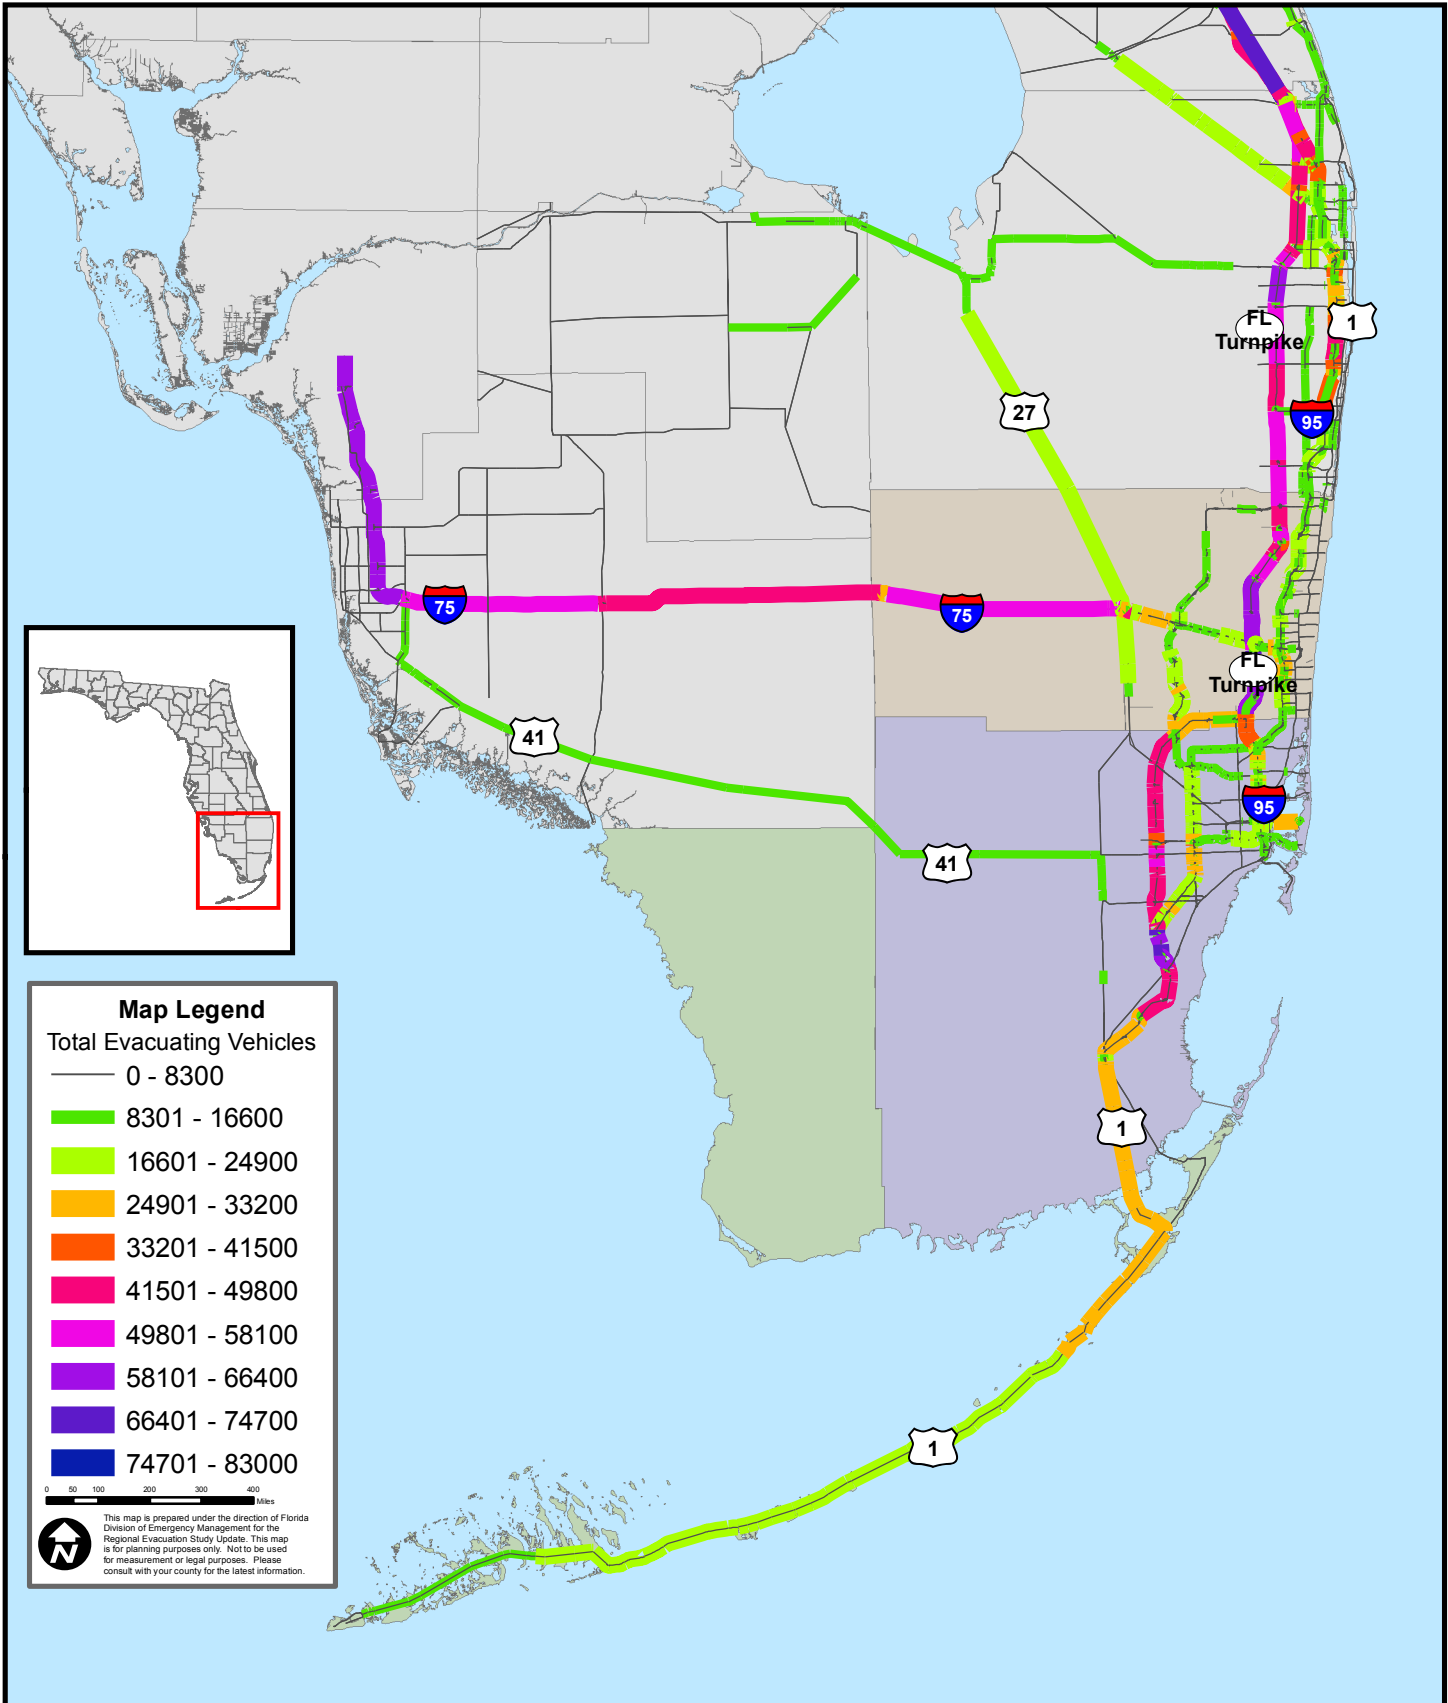 FL
Turnpike
1
95
27
75
75
FL
Turnpike
41
95
41
1
1
Map Legend
Total Evacuating Vehicles
0 - 8300
8301 - 16600
16601 - 24900
24901 - 33200
33201 - 41500
41501 - 49800
49801 - 58100
58101 - 66400
66401 - 74700
74701 - 83000
0 50 100 200 300 400
Miles
N
This map is prepared under the direction of Florida
Division of Emergency Management for the
Regional Evacuation Study Update. This map
is for planning purposes only. Not to be used
for measurement or legal purposes. Please
consult with your county for the latest information.